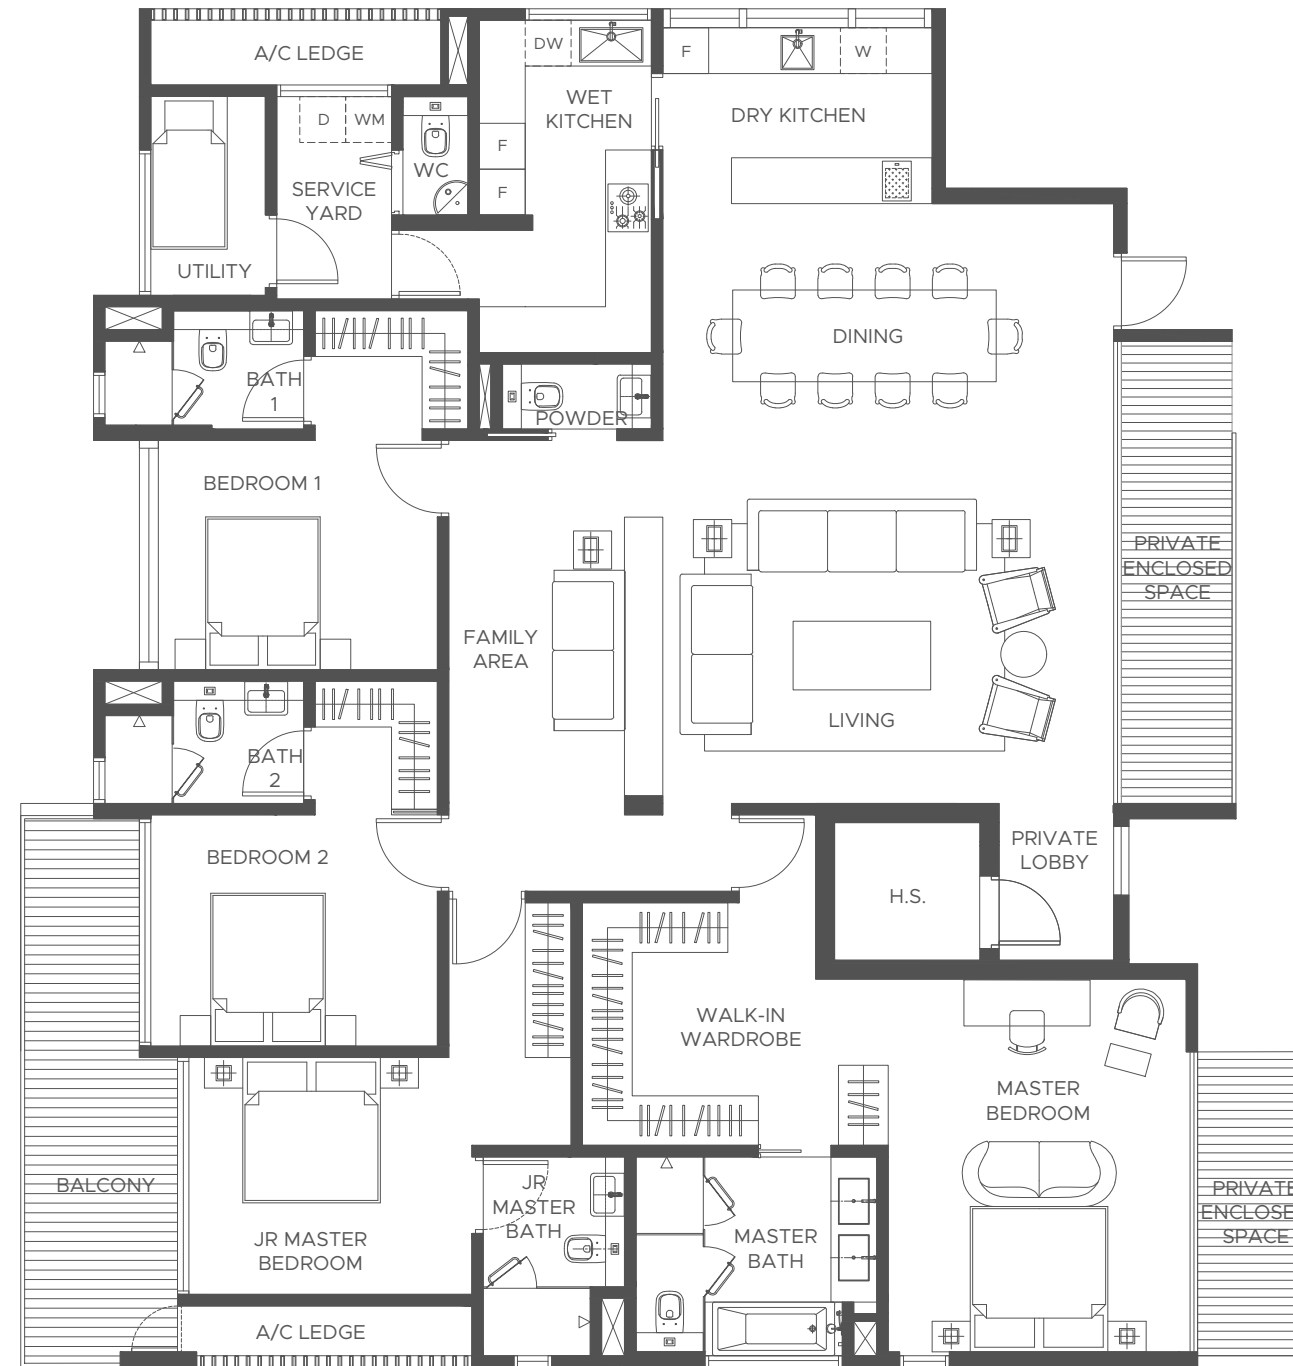 A/C LEDGE
DW
F
W
WET
KITCHEN
DRY KITCHEN
D
WM
F
WC
F
SERVICE
YARD
UTILITY
DINING
BATH
1
POWDER
BEDROOM 1
PRIVATE
ENCLOSED
SPACE
FAMILY
AREA
LIVING
BATH
2
BEDROOM 2
PRIVATE
LOBBY
H.S.
WALK-IN
WARDROBE
MASTER
BEDROOM
BALCONY
JR
MASTER
BATH
MASTER
BATH
PRIVATE
ENCLOSE
SPACE
JR MASTER
BEDROOM
A/C LEDGE